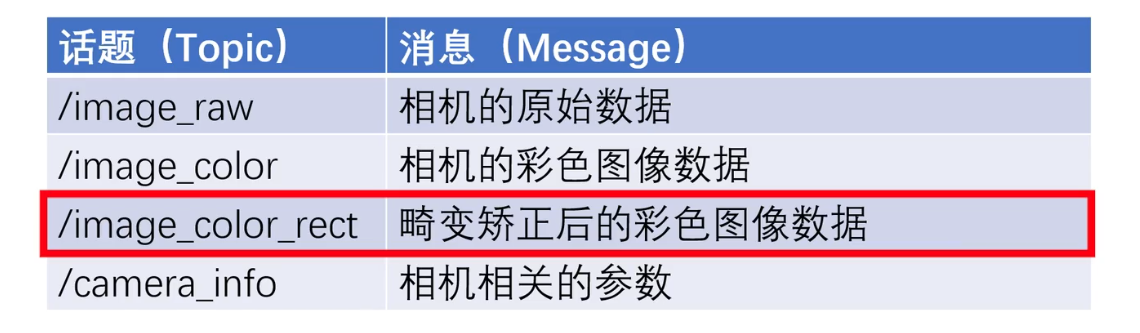 话题（Topic） 消息（Message）
/image_raw 相机的原始数据
/image_color 相机的彩色图像数据
/image_color_rect 畸变矫正后的彩色图像数据
/camera_info 相机相关的参数